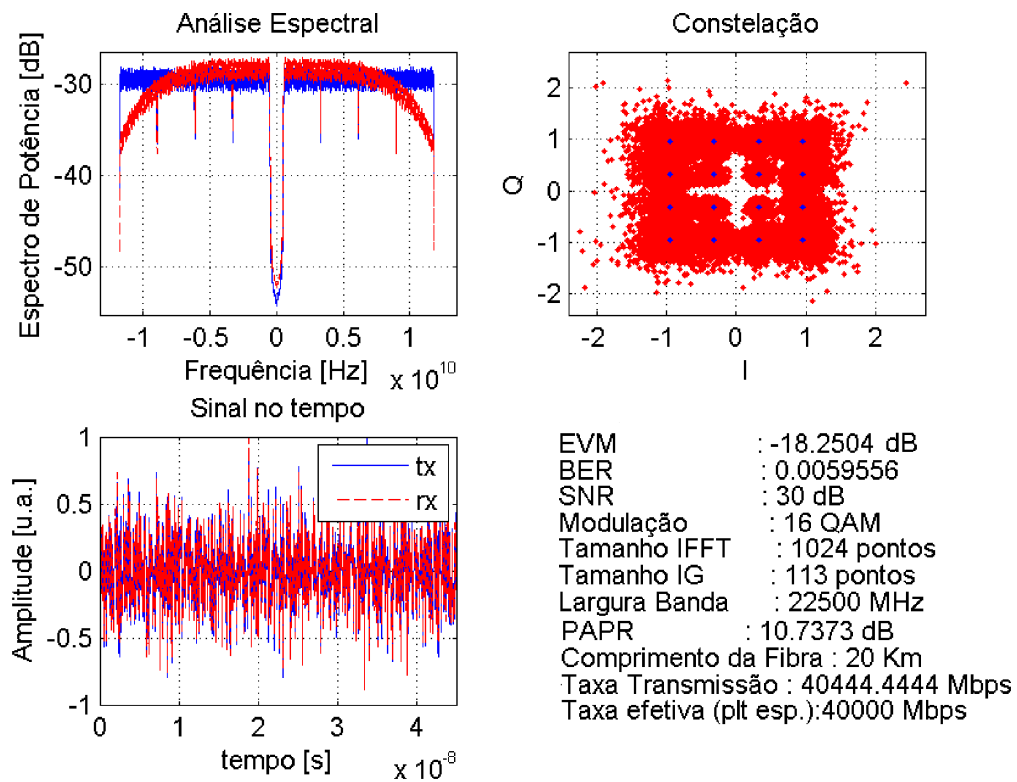 Análise Espectral
Espectro de Potência [dB]
-30
-40
-50
-1
-0.5
0
0.5
1
Frequência [Hz]
x 10^10
Constelação
Q
2
1
0
-1
-2
-2
-1
0
1
2
I
Sinal no tempo
Amplitude [u.a.]
1
0.5
0
-0.5
-1
tx
rx
0
1
2
3
4
tempo [s]
x 10^-8
EVM : -18.2504 dB
BER : 0.0059556
SNR : 30 dB
Modulação : 16 QAM
Tamanho IFFT : 1024 pontos
Tamanho IG : 113 pontos
Largura Banda : 22500 MHz
PAPR : 10.7373 dB
Comprimento da Fibra : 20 Km
Taxa Transmissão : 40444.4444 Mbps
Taxa efetiva (plt esp.):40000 Mbps